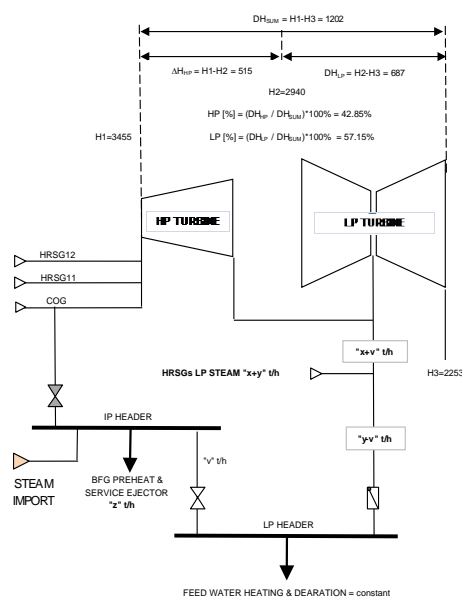 DH_SUM = H1-H3 = 1202
ΔH_HP = H1-H2 = 515
DH_LP = H2-H3 = 687
H2=2940
HP [%] = (DH_HP / DH_SUM)*100% = 42.85%
H1=3455
LP [%] = (DH_LP / DH_SUM)*100% = 57.15%
HP TURBINE
LP TURBINE
HRSG12
HRSG11
COG
"x+v" t/h
HRSGs LP STEAM "x+y" t/h
H3=2253
IP HEADER
"y-v" t/h
"v" t/h
STEAM
IMPORT
BFG PREHEAT &
SERVICE EJECTOR
"z" t/h
LP HEADER
FEED WATER HEATING & DEARATION = constant